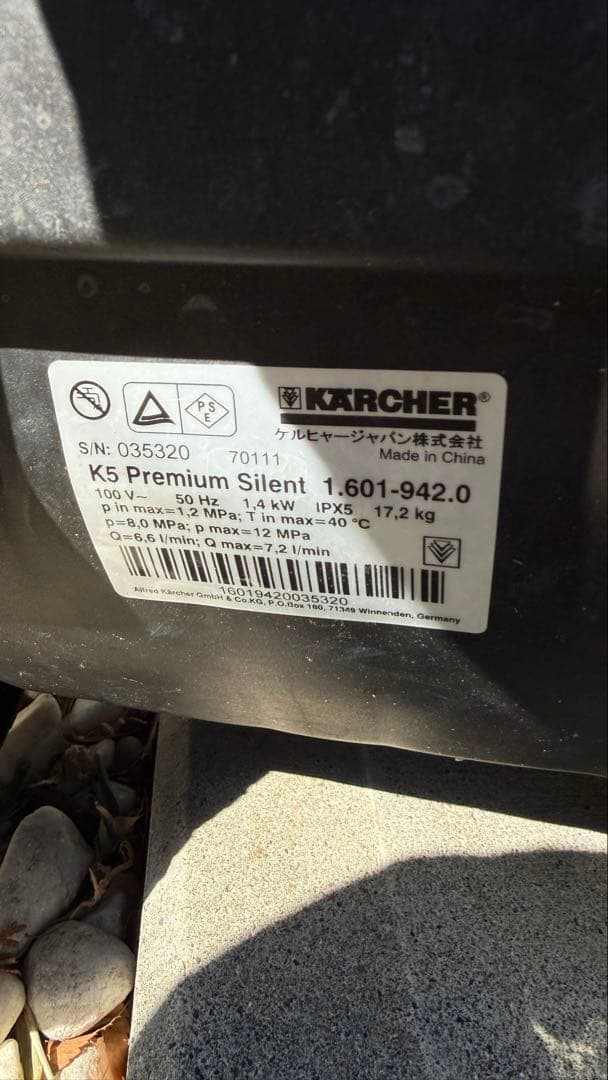 PS
E
KÄRCHER®
ケルヒャージャパン株式会社
Made in China
S/N: 035320 70111
K5 Premium Silent 1.601-942.0
100 V~ 50 Hz 1,4 kW IPX5 17,2 kg
p in max=1,2 MPa; T in max=40 °C
p=8,0 MPa; p max=12 MPa
Q=6,6 l/min; Q max=7,2 l/min
16019420035320
Alfred Kärcher GmbH & Co.KG, P.O.Box 160, 71349 Winnenden, Germany